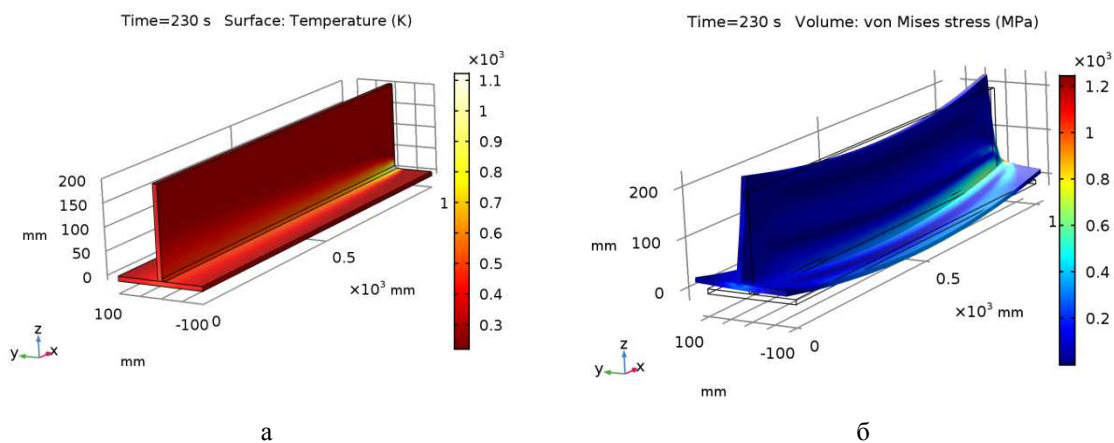 Time=230 s Surface: Temperature (K)
×10³
1.1
1
0.9
0.8
0.7
0.6
0.5
0.4
0.3
200
150
100
50
0
mm
100
-100
0
mm
0.5
1
×10³ mm
z
y
x
а
Time=230 s Volume: von Mises stress (MPa)
×10³
1.2
1
0.8
0.6
0.4
0.2
200
100
0
mm
100
-100
0
mm
0.5
1
×10³ mm
z
y
x
б